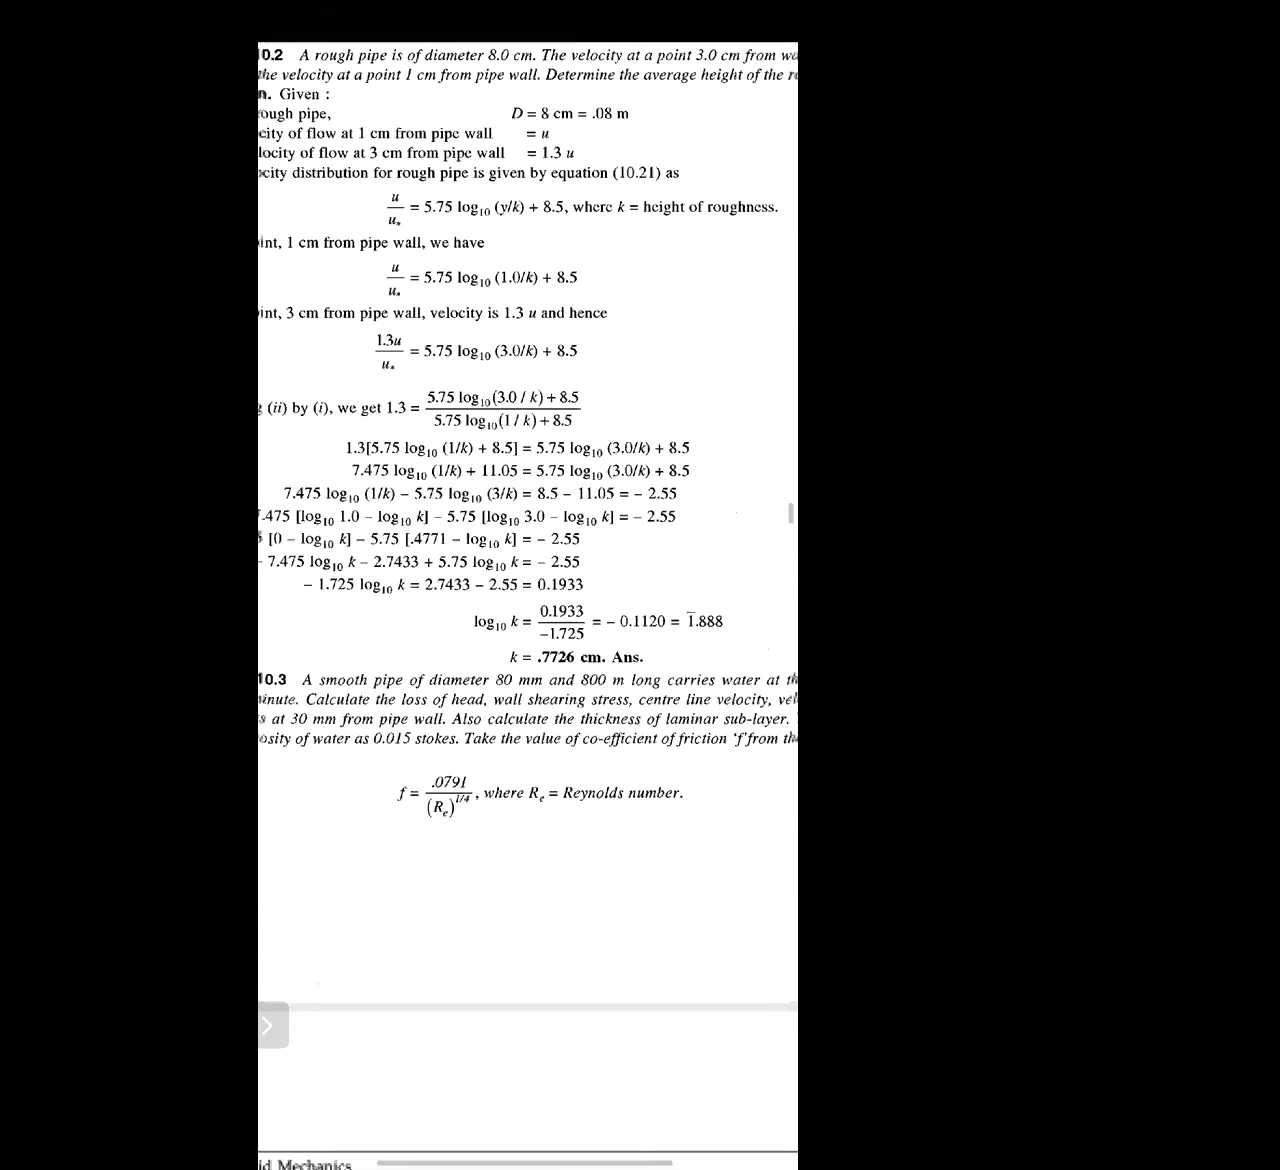 0.2 A rough pipe is of diameter 8.0 cm. The velocity at a point 3.0 cm from
the velocity at a point 1 cm from pipe wall. Determine the average height of the
n. Given :
rough pipe, D = 8 cm = .08 m
city of flow at 1 cm from pipe wall = u
locity of flow at 3 cm from pipe wall = 1.3 u
city distribution for rough pipe is given by equation (10.21) as
u/u* = 5.75 log10 (y/k) + 8.5, where k = height of roughness.
int, 1 cm from pipe wall, we have
u/u* = 5.75 log10 (1.0/k) + 8.5
int, 3 cm from pipe wall, velocity is 1.3 u and hence
1.3u/u* = 5.75 log10 (3.0/k) + 8.5
(ii) by (i), we get 1.3 = 5.75 log10 (3.0 / k) + 8.5 / 5.75 log10 (1 / k) + 8.5
1.3[5.75 log10 (1/k) + 8.5] = 5.75 log10 (3.0/k) + 8.5
7.475 log10 (1/k) + 11.05 = 5.75 log10 (3.0/k) + 8.5
7.475 log10 (1/k) – 5.75 log10 (3/k) = 8.5 – 11.05 = – 2.55
.475 [log10 1.0 – log10 k] – 5.75 [log10 3.0 – log10 k] = – 2.55
[0 – log10 k] – 5.75 [.4771 – log10 k] = – 2.55
– 7.475 log10 k – 2.7433 + 5.75 log10 k = – 2.55
– 1.725 log10 k = 2.7433 – 2.55 = 0.1933
log10 k = 0.1933/–1.725 = – 0.1120 = 1̅.888
k = .7726 cm. Ans.
10.3 A smooth pipe of diameter 80 mm and 800 m long carries water at
inute. Calculate the loss of head, wall shearing stress, centre line velocity, vel
s at 30 mm from pipe wall. Also calculate the thickness of laminar sub-layer.
osity of water as 0.015 stokes. Take the value of co-efficient of friction 'f' from
f = .0791/(Re)^1/4, where Re = Reynolds number.
id Mechanics